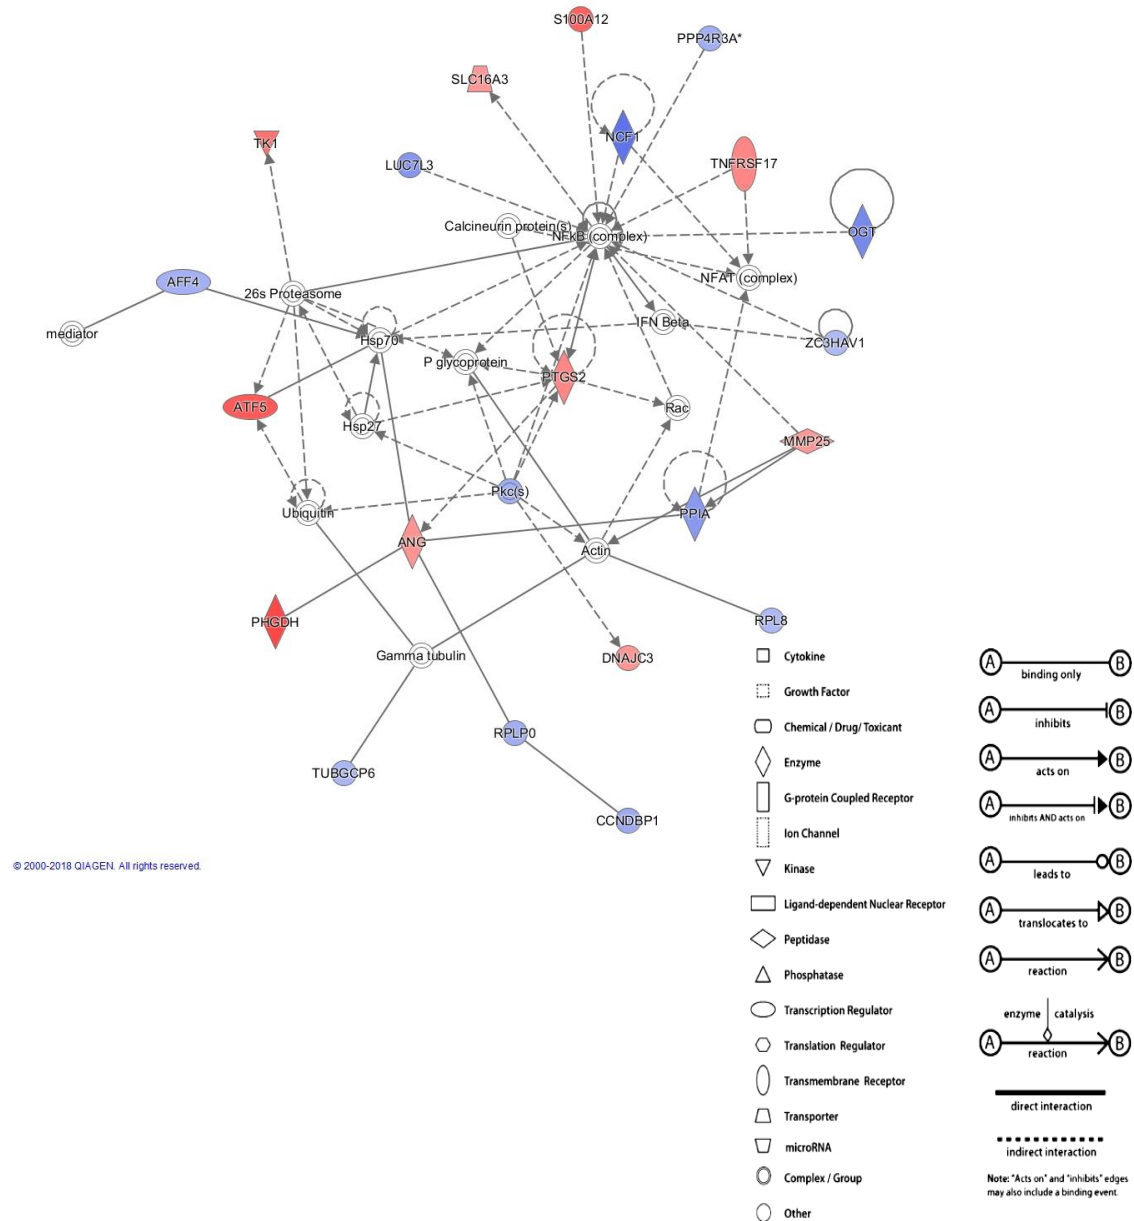 S100A12
PPP4R3A*
SLC16A3
NCF1
TK1
LUC7L3
TNFRSF17
Calcineurin protein(s)
NFkB (complex)
OGT
NFAT (complex)
AFF4
26s Proteasome
mediator
IFN Beta
Hsp70
ZC3HAV1
P glycoprotein
PTGS2
ATF5
Rac
Hsp27
MMP25
Pkc(s)
Ubiquitin
PPIA
ANG
Actin
PHGDH
RPL8
Gamma tubulin
DNAJC3
RPLP0
TUBGCP6
CCNDBP1
© 2000-2018 QIAGEN. All rights reserved.
Cytokine
Growth Factor
Chemical / Drug/ Toxicant
Enzyme
G-protein Coupled Receptor
Ion Channel
Kinase
Ligand-dependent Nuclear Receptor
Peptidase
Phosphatase
Transcription Regulator
Translation Regulator
Transmembrane Receptor
Transporter
microRNA
Complex / Group
Other
A B
binding only
A B
inhibits
A B
acts on
A B
inhibits AND acts on
A B
leads to
A B
translocates to
A B
reaction
enzyme catalysis
A B
reaction
direct interaction
indirect interaction
Note: "Acts on" and "inhibits" edges
may also include a binding event.